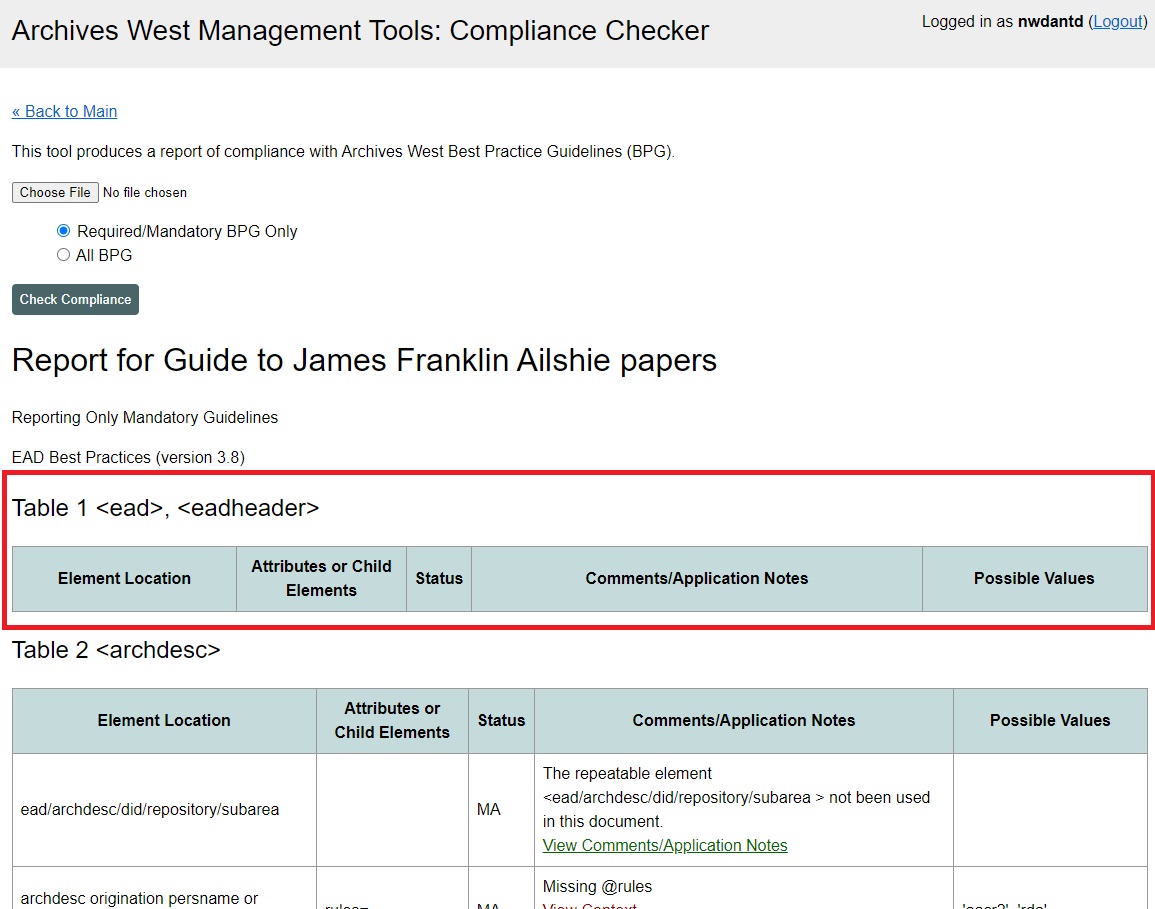 Archives West Management Tools: Compliance Checker
Logged in as nwdantd (Logout)
« Back to Main
This tool produces a report of compliance with Archives West Best Practice Guidelines (BPG).
Choose File No file chosen
Required/Mandatory BPG Only
All BPG
Check Compliance
Report for Guide to James Franklin Ailshie papers
Reporting Only Mandatory Guidelines
EAD Best Practices (version 3.8)
Table 1 <ead>, <eadheader>
Element Location
Attributes or Child
Elements
Status
Comments/Application Notes
Possible Values
Table 2 <archdesc>
Element Location
Attributes or
Child Elements
Status
Comments/Application Notes
Possible Values
ead/archdesc/did/repository/subarea
MA
The repeatable element
<ead/archdesc/did/repository/subarea > not been used
in this document.
View Comments/Application Notes
archdesc origination persname or
rules=
MA
Missing @rules
View Context
'aacr2', 'rda',